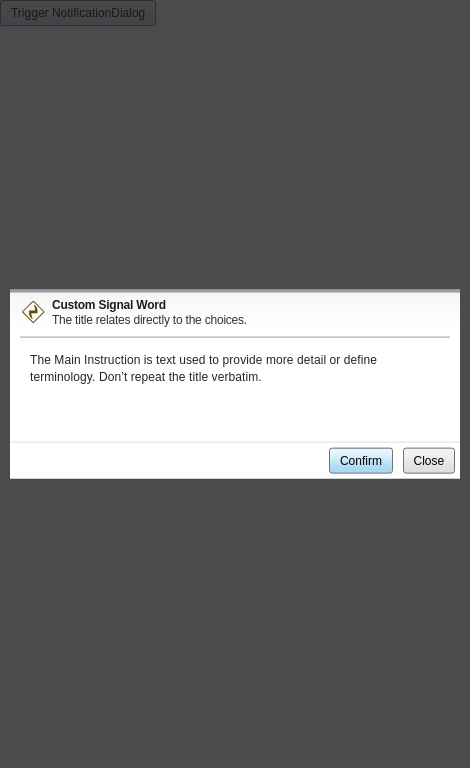 Trigger NotificationDialog
Custom Signal Word
The title relates directly to the choices.
The Main Instruction is text used to provide more detail or define
terminology. Don’t repeat the title verbatim.
Confirm
Close